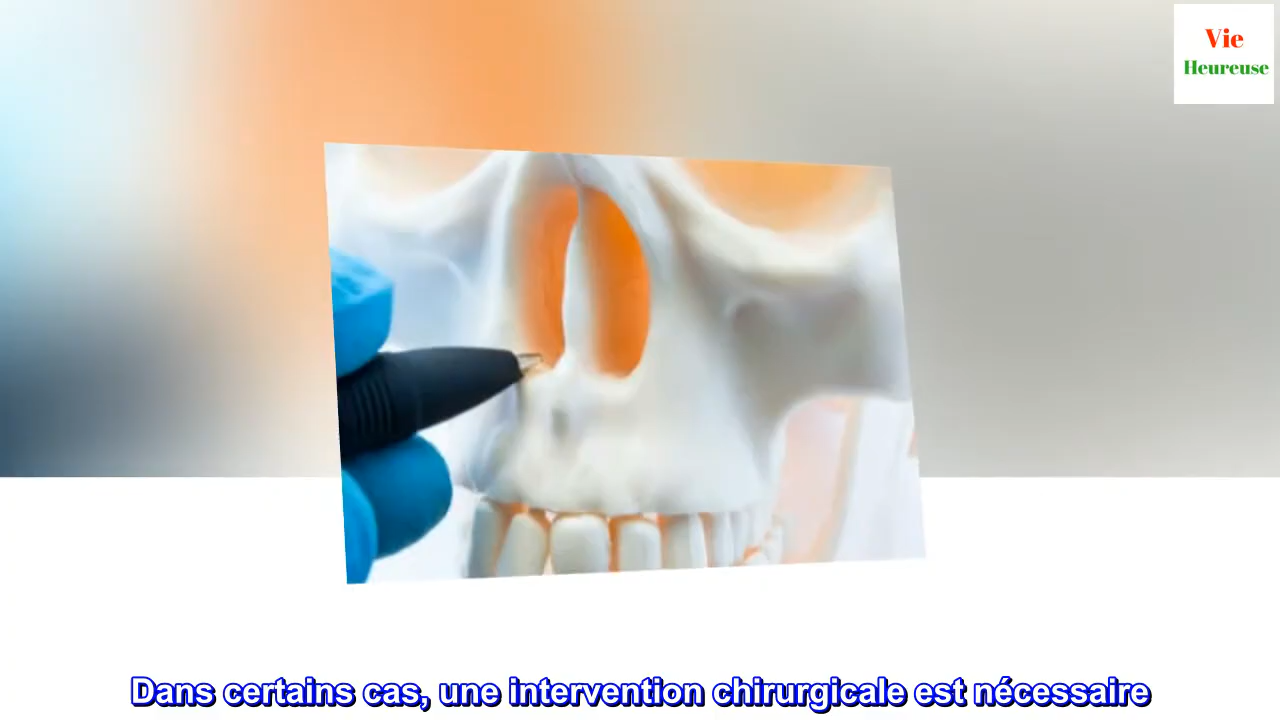 Vie
Heureuse
Dans certains cas, une intervention chirurgicale est nécessaire